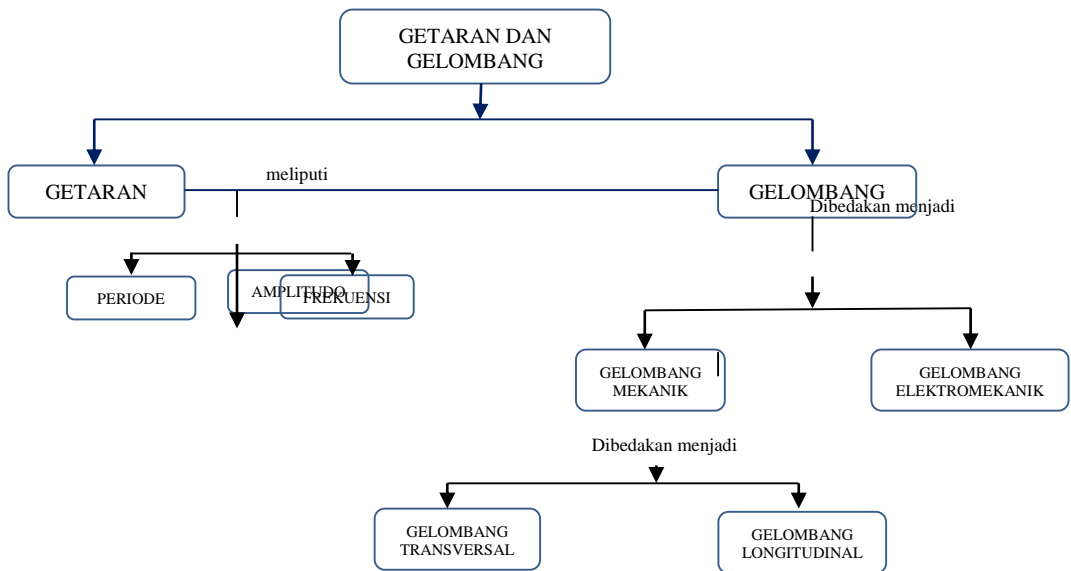 GETARAN DAN
GELOMBANG
GETARAN
meliputi
GELOMBANG
Dibedakan menjadi
PERIODE
AMPLITUDO
FREKUENSI
GELOMBANG
MEKANIK
GELOMBANG
ELEKTROMEKANIK
Dibedakan menjadi
GELOMBANG
TRANSVERSAL
GELOMBANG
LONGITUDINAL